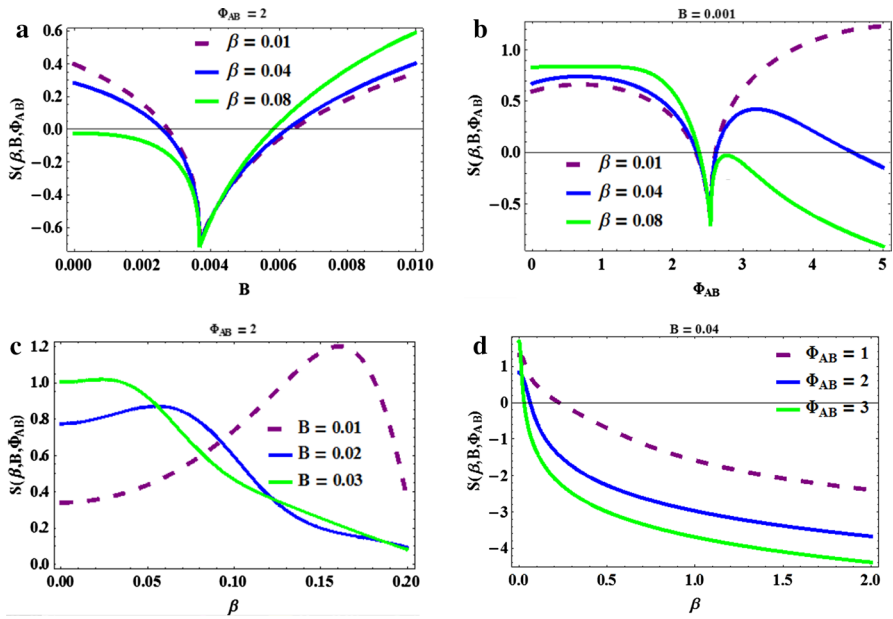 a
Φ_AB = 2
S(β,B,Φ_AB)
0.6
0.4
0.2
0.0
−0.2
−0.4
−0.6
β = 0.01
β = 0.04
β = 0.08
0.000
0.002
0.004
0.006
0.008
0.010
B
b
B = 0.001
S(β,B,Φ_AB)
1.0
0.5
0.0
−0.5
β = 0.01
β = 0.04
β = 0.08
0
1
2
3
4
5
Φ_AB
c
Φ_AB = 2
S(β,B,Φ_AB)
1.2
1.0
0.8
0.6
0.4
0.2
0.0
B = 0.01
B = 0.02
B = 0.03
0.00
0.05
0.10
0.15
0.20
β
d
B = 0.04
S(β,B,Φ_AB)
1
0
−1
−2
−3
−4
Φ_AB = 1
Φ_AB = 2
Φ_AB = 3
0.0
0.5
1.0
1.5
2.0
β